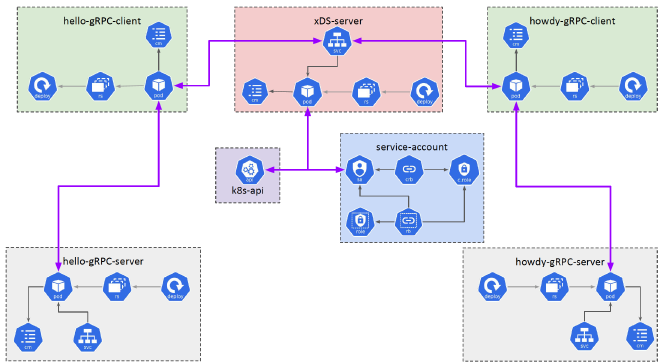 hello-gRPC-client
cm
deploy
rs
pod
xDS-server
svc
cm
pod
rs
deploy
howdy-gRPC-client
cm
pod
rs
deploy
k8s-api
service-account
sa
crb
c.role
role
rb
hello-gRPC-server
pod
rs
deploy
cm
svc
howdy-gRPC-server
deploy
rs
pod
svc
cm